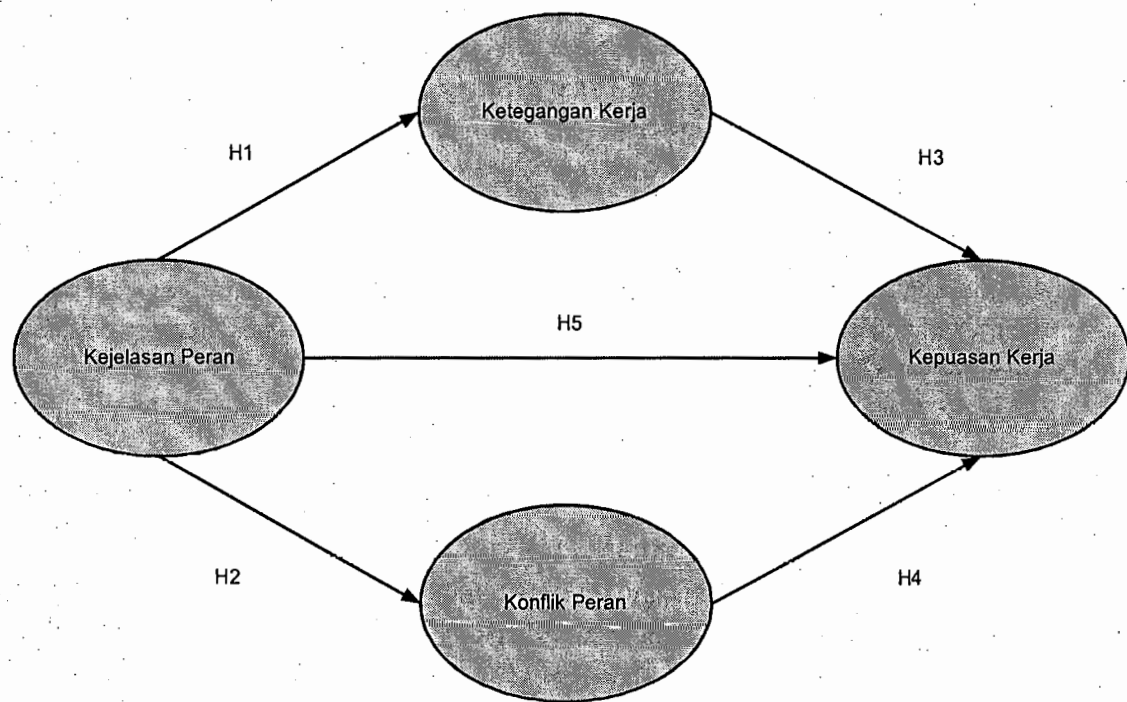 Ketegangan Kerja
H1
H3
H5
Kejelasan Peran
Kepuasan Kerja
H2
H4
Konflik Peran